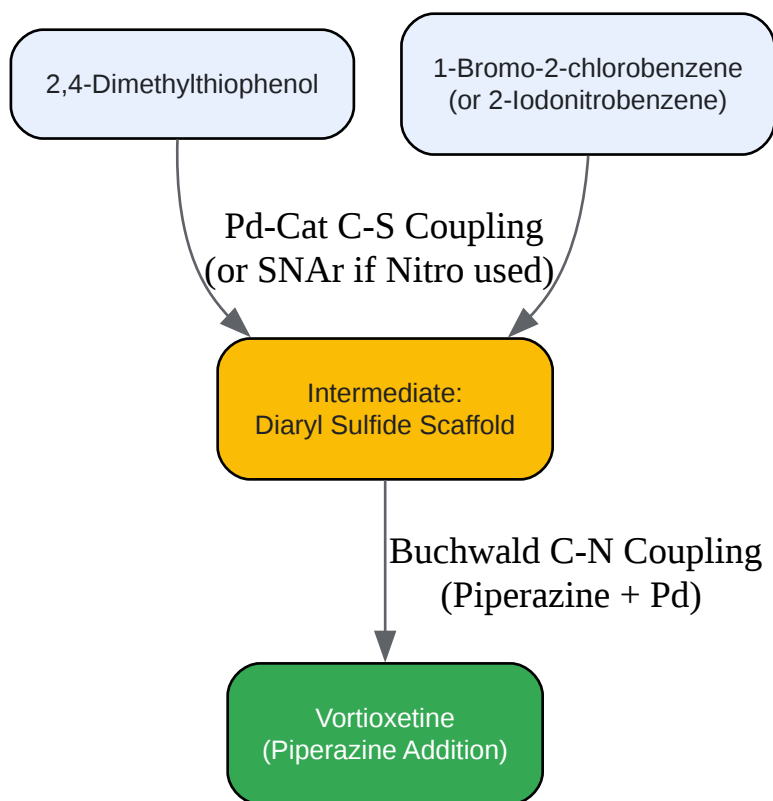 2,4-Dimethylthiophenol
1-Bromo-2-chlorobenzene
(or 2-Iodonitrobenzene)
Pd-Cat C-S Coupling
(or SNAr if Nitro used)
Intermediate:
Diaryl Sulfide Scaffold
Buchwald C-N Coupling
(Piperazine + Pd)
Vortioxetine
(Piperazine Addition)